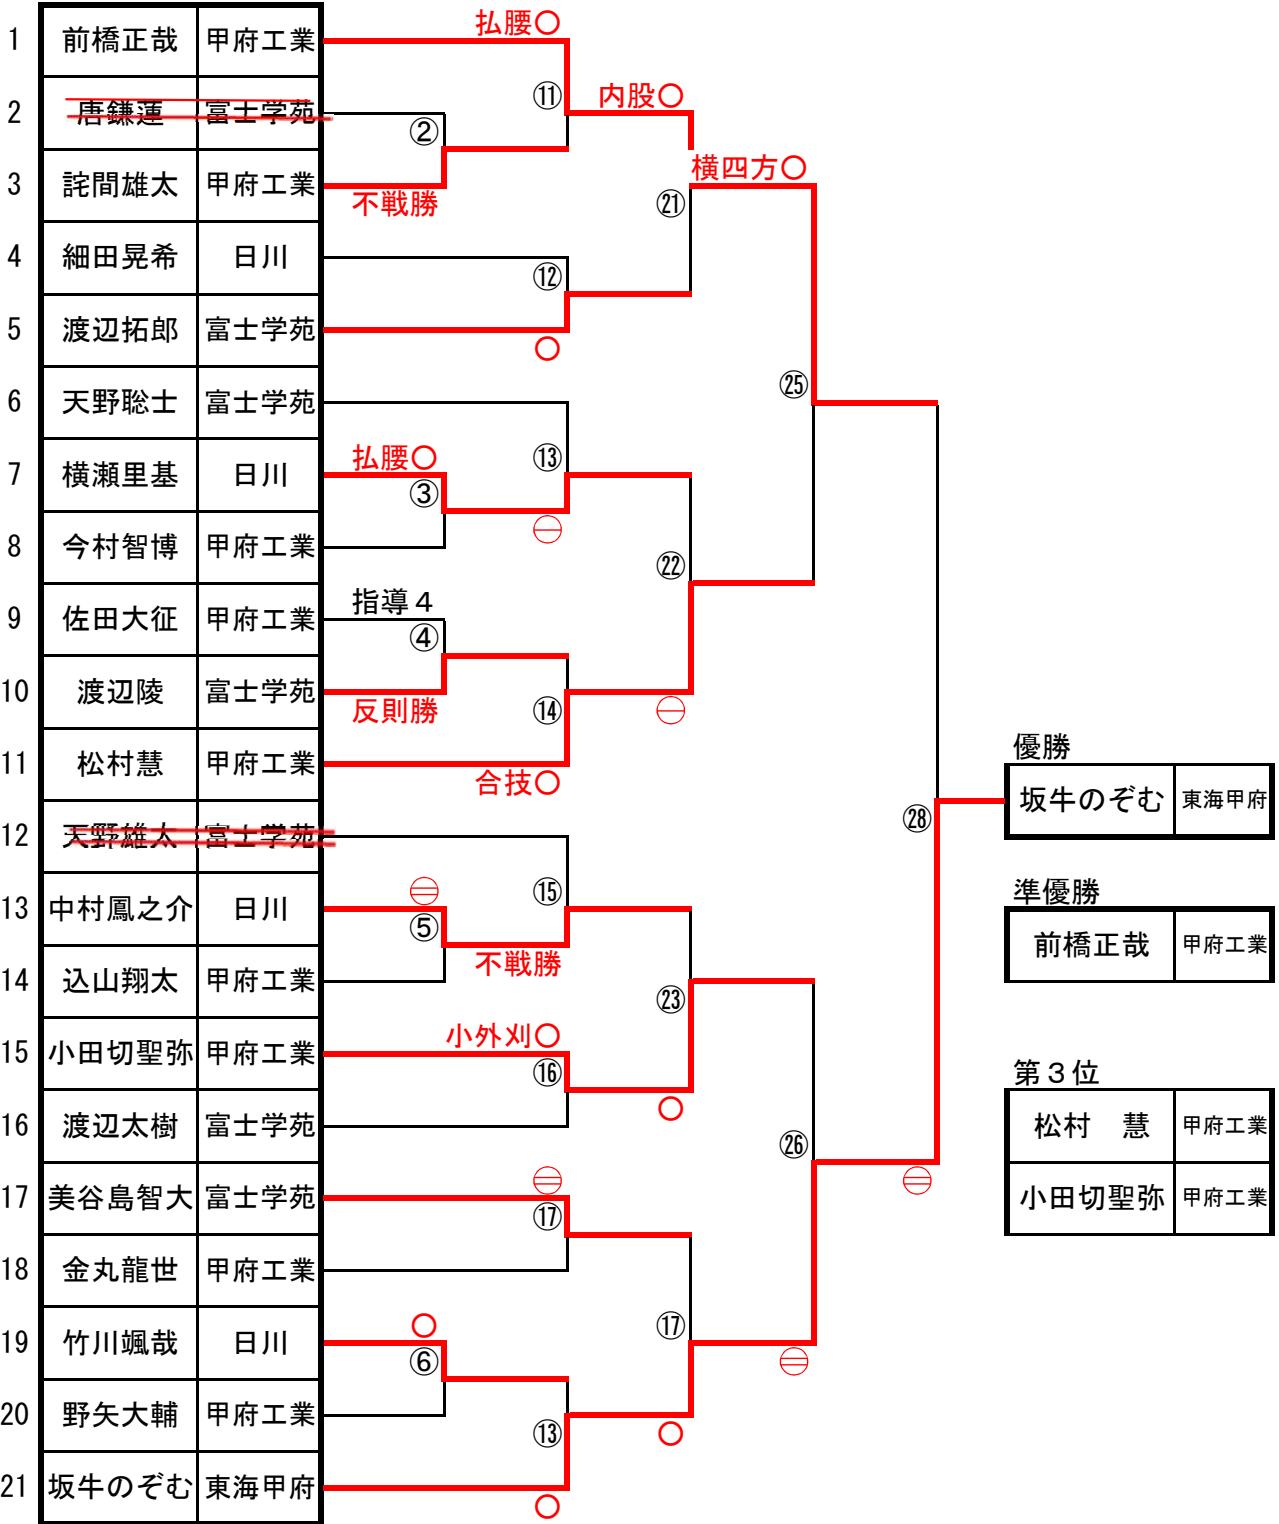 1 前橋正哉 甲府工業
2 唐鎌蓮 富士学苑
3 詫間雄太 甲府工業
4 細田晃希 日川
5 渡辺拓郎 富士学苑
6 天野聡士 富士学苑
7 横瀬里基 日川
8 今村智博 甲府工業
9 佐田大征 甲府工業
10 渡辺陵 富士学苑
11 松村慧 甲府工業
12 天野雄太 富士学苑
13 中村鳳之介 日川
14 込山翔太 甲府工業
15 小田切聖弥 甲府工業
16 渡辺太樹 富士学苑
17 美谷島智大 富士学苑
18 金丸龍世 甲府工業
19 竹川颯哉 日川
20 野矢大輔 甲府工業
21 坂牛のぞむ 東海甲府
②
不戦勝
払腰〇
③
指導４
④
反則勝
⑤
〇
⑥
払腰〇
⑪
⑫
〇
⑬
⑭
合技〇
⑮
不戦勝
小外刈〇
⑯
⑰
⑬
〇
内股〇
㉑
㉒
㉓
〇
⑰
〇
横四方〇
㉕
㉖
㉘
優勝
坂牛のぞむ 東海甲府
準優勝
前橋正哉 甲府工業
第３位
松村　慧 甲府工業
小田切聖弥 甲府工業